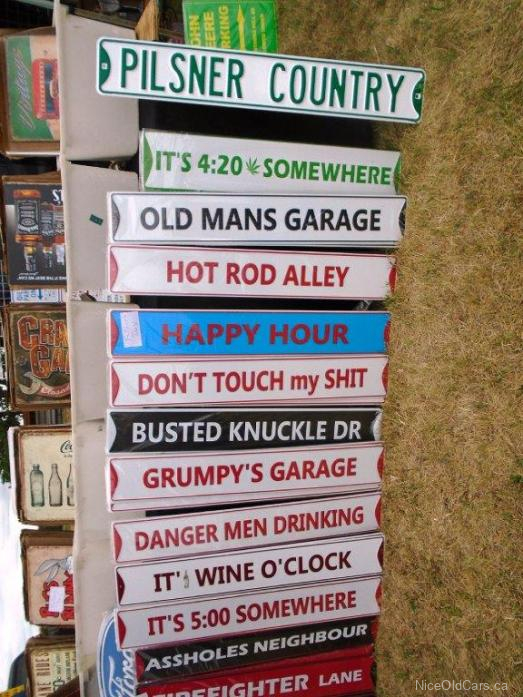 PILSNER COUNTRY
IT'S 4:20 SOMEWHERE
OLD MANS GARAGE
HOT ROD ALLEY
HAPPY HOUR
DON'T TOUCH my SHIT
BUSTED KNUCKLE DR
GRUMPY'S GARAGE
DANGER MEN DRINKING
IT' WINE O'CLOCK
IT'S 5:00 SOMEWHERE
ASSHOLES NEIGHBOUR
FIREFIGHTER LANE
Ford
NiceOldCars.ca